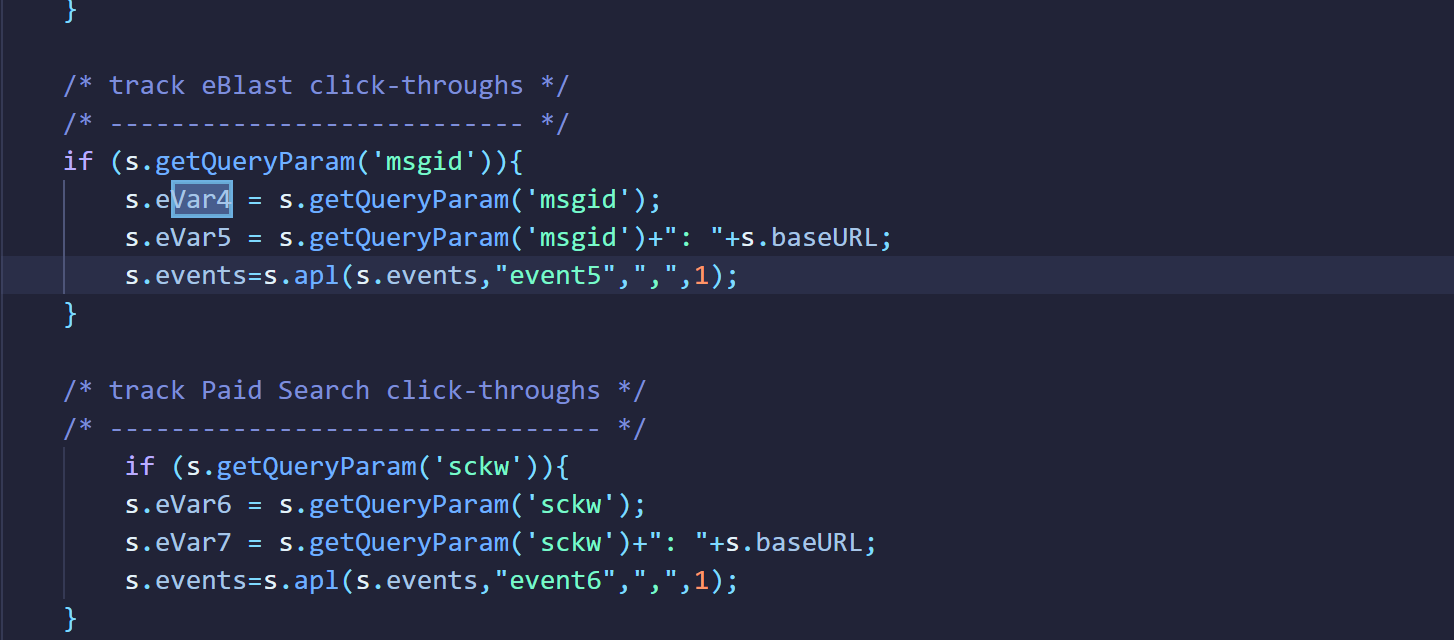 }
/* track eBlast click-throughs */
/* --------------------------- */
if (s.getQueryParam('msgid')){
s.eVar4 = s.getQueryParam('msgid');
s.eVar5 = s.getQueryParam('msgid')+": "+s.baseURL;
s.events=s.apl(s.events,"event5",",",1);
}
/* track Paid Search click-throughs */
/* -------------------------------- */
if (s.getQueryParam('sckw')){
s.eVar6 = s.getQueryParam('sckw');
s.eVar7 = s.getQueryParam('sckw')+": "+s.baseURL;
s.events=s.apl(s.events,"event6",",",1);
}